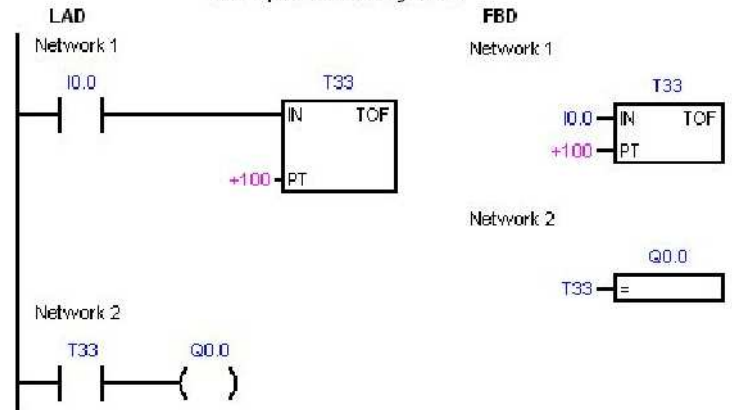 LAD
Network 1
I0.0
T33
IN TOF
+100 PT
Network 2
T33 Q0.0
FBD
Network 1
T33
I0.0 IN TOF
+100 PT
Network 2
Q0.0
T33 =